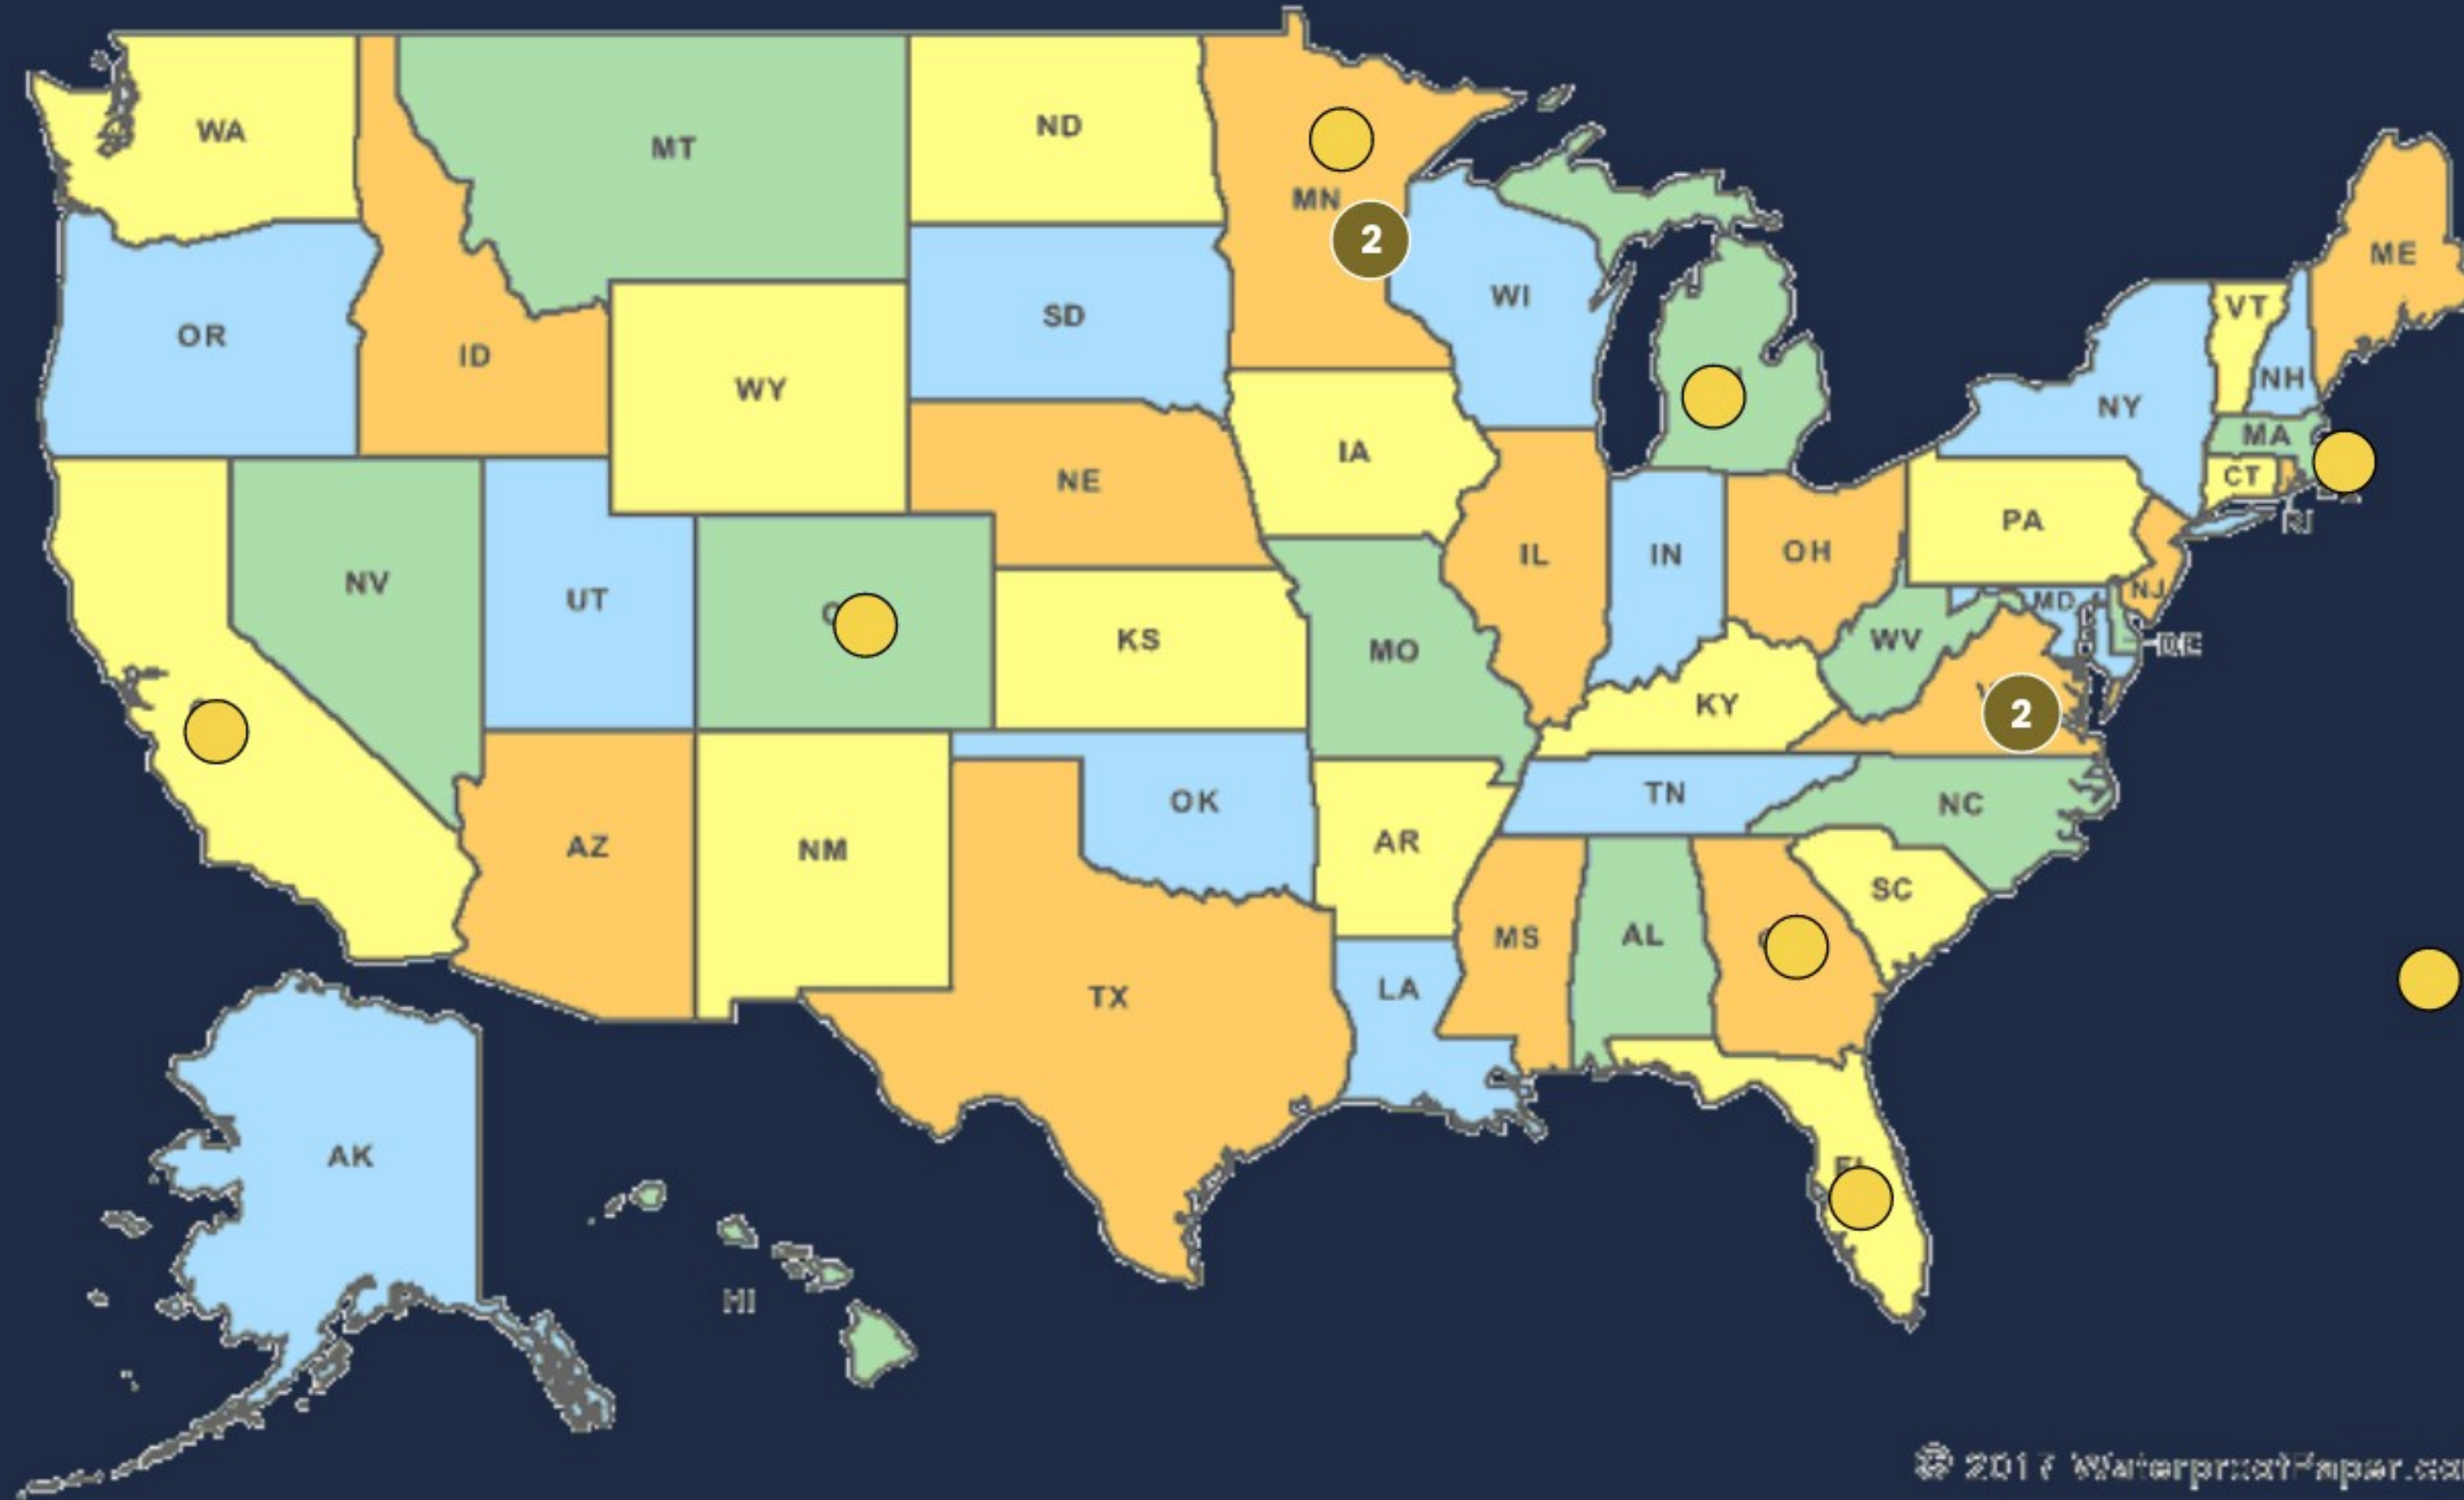 WA
MT
ND
MN
2
WI
ME
OR
ID
SD
WY
VT
NH
NY
MA
CT
RI
IA
NE
PA
NV
UT
IL
IN
OH
NJ
MD
KS
MO
WV
DE
KY
2
AZ
NM
OK
AR
TN
NC
SC
MS
AL
LA
TX
FL
AK
HI
© 2017 WaterproofPaper.co